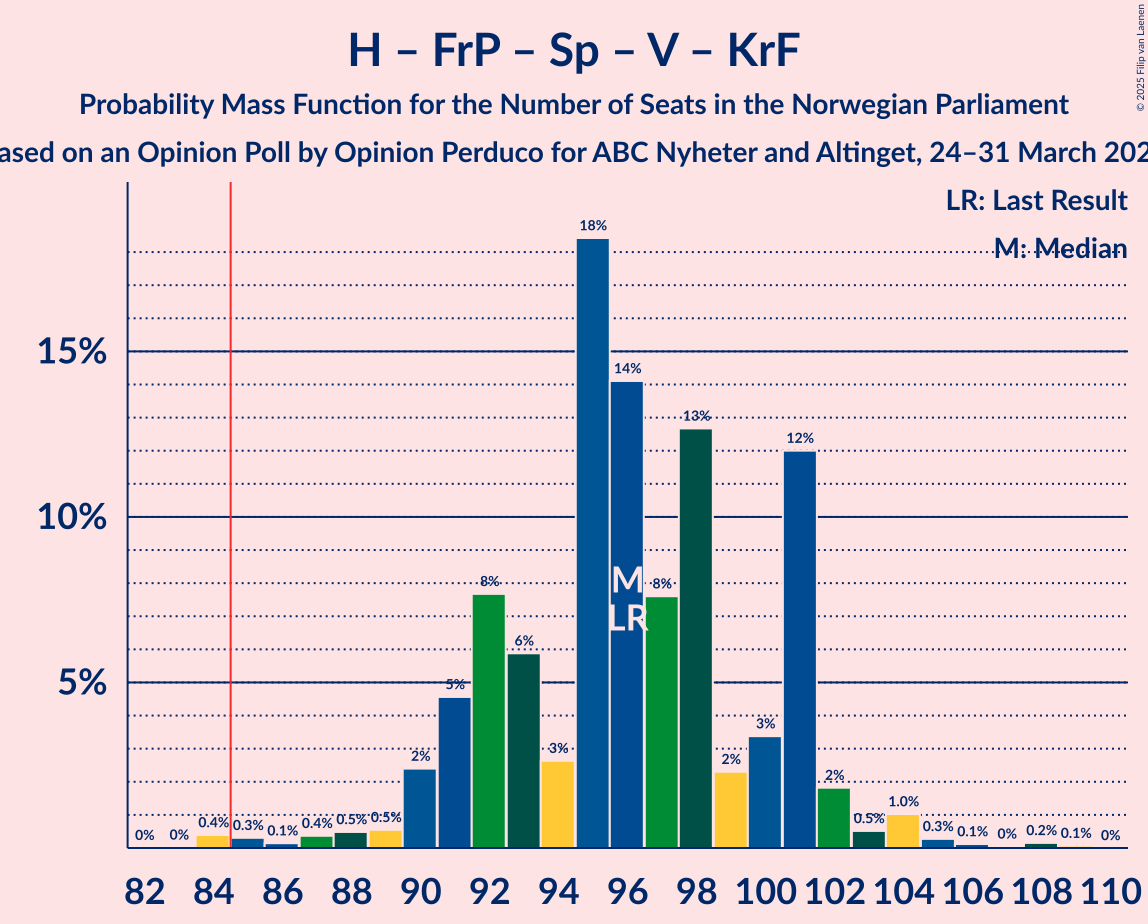 H – FrP – Sp – V – KrF
Probability Mass Function for the Number of Seats in the Norwegian Parliament
ased on an Opinion Poll by Opinion Perduco for ABC Nyheter and Altinget, 24–31 March 202
© 2025 Filip van Laenen
LR: Last Result
M: Median
15%
10%
5%
0% 0% 0.4% 0.3% 0.1% 0.4% 0.5% 0.5% 2% 5% 8% 6% 3% 18% 14% 8% 13% 2% 3% 12% 2% 0.5% 1.0% 0.3% 0.1% 0% 0.2% 0.1% 0%
M
LR
82 84 86 88 90 92 94 96 98 100 102 104 106 108 110